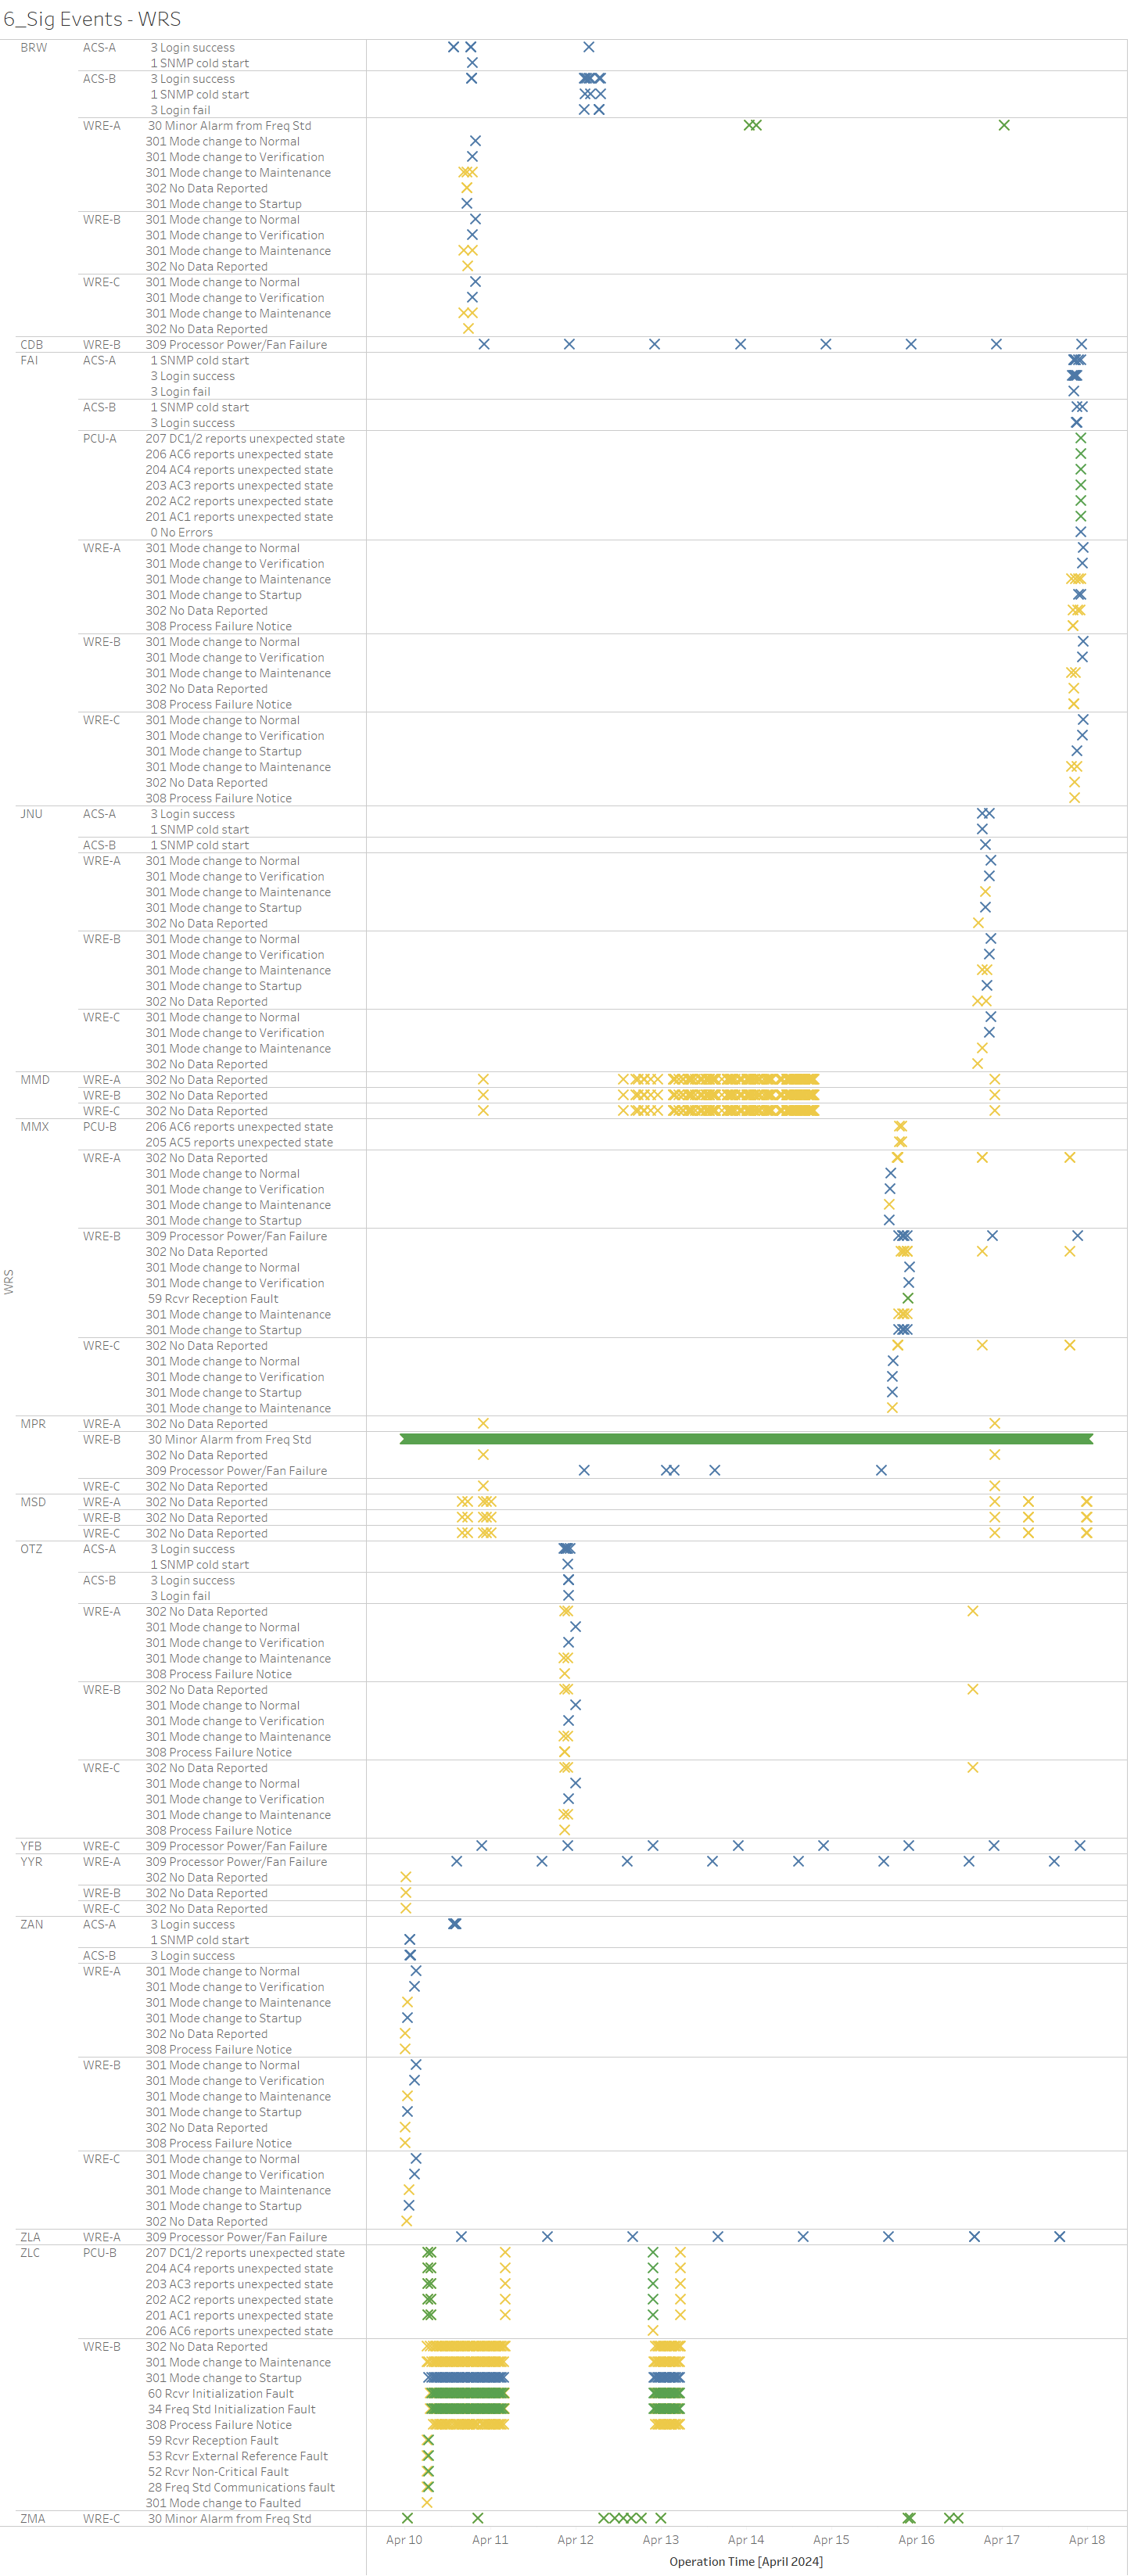 6_Sig Events - WRS
BRW ACS-A 3 Login success
1 SNMP cold start
ACS-B 3 Login success
1 SNMP cold start
3 Login fail
WRE-A 30 Minor Alarm from Freq Std
301 Mode change to Normal
301 Mode change to Verification
301 Mode change to Maintenance
302 No Data Reported
301 Mode change to Startup
WRE-B 301 Mode change to Normal
301 Mode change to Verification
301 Mode change to Maintenance
302 No Data Reported
WRE-C 301 Mode change to Normal
301 Mode change to Verification
301 Mode change to Maintenance
302 No Data Reported
CDB WRE-B 309 Processor Power/Fan Failure
FAI ACS-A 1 SNMP cold start
3 Login success
3 Login fail
ACS-B 1 SNMP cold start
3 Login success
PCU-A 207 DC1/2 reports unexpected state
206 AC6 reports unexpected state
204 AC4 reports unexpected state
203 AC3 reports unexpected state
202 AC2 reports unexpected state
201 AC1 reports unexpected state
0 No Errors
WRE-A 301 Mode change to Normal
301 Mode change to Verification
301 Mode change to Maintenance
301 Mode change to Startup
302 No Data Reported
308 Process Failure Notice
WRE-B 301 Mode change to Normal
301 Mode change to Verification
301 Mode change to Maintenance
302 No Data Reported
308 Process Failure Notice
WRE-C 301 Mode change to Normal
301 Mode change to Verification
301 Mode change to Startup
301 Mode change to Maintenance
302 No Data Reported
308 Process Failure Notice
JNU ACS-A 3 Login success
1 SNMP cold start
ACS-B 1 SNMP cold start
WRE-A 301 Mode change to Normal
301 Mode change to Verification
301 Mode change to Maintenance
301 Mode change to Startup
302 No Data Reported
WRE-B 301 Mode change to Normal
301 Mode change to Verification
301 Mode change to Maintenance
301 Mode change to Startup
302 No Data Reported
WRE-C 301 Mode change to Normal
301 Mode change to Verification
301 Mode change to Maintenance
302 No Data Reported
MMD WRE-A 302 No Data Reported
WRE-B 302 No Data Reported
WRE-C 302 No Data Reported
MMX PCU-B 206 AC6 reports unexpected state
205 AC5 reports unexpected state
WRE-A 302 No Data Reported
301 Mode change to Normal
301 Mode change to Verification
301 Mode change to Maintenance
301 Mode change to Startup
WRE-B 309 Processor Power/Fan Failure
302 No Data Reported
301 Mode change to Normal
WRS
301 Mode change to Verification
59 Rcvr Reception Fault
301 Mode change to Maintenance
301 Mode change to Startup
WRE-C 302 No Data Reported
301 Mode change to Normal
301 Mode change to Verification
301 Mode change to Startup
301 Mode change to Maintenance
MPR WRE-A 302 No Data Reported
WRE-B 30 Minor Alarm from Freq Std
302 No Data Reported
309 Processor Power/Fan Failure
WRE-C 302 No Data Reported
MSD WRE-A 302 No Data Reported
WRE-B 302 No Data Reported
WRE-C 302 No Data Reported
OTZ ACS-A 3 Login success
1 SNMP cold start
ACS-B 3 Login success
3 Login fail
WRE-A 302 No Data Reported
301 Mode change to Normal
301 Mode change to Verification
301 Mode change to Maintenance
308 Process Failure Notice
WRE-B 302 No Data Reported
301 Mode change to Normal
301 Mode change to Verification
301 Mode change to Maintenance
308 Process Failure Notice
WRE-C 302 No Data Reported
301 Mode change to Normal
301 Mode change to Verification
301 Mode change to Maintenance
308 Process Failure Notice
YFB WRE-C 309 Processor Power/Fan Failure
YYR WRE-A 309 Processor Power/Fan Failure
302 No Data Reported
WRE-B 302 No Data Reported
WRE-C 302 No Data Reported
ZAN ACS-A 3 Login success
1 SNMP cold start
ACS-B 3 Login success
WRE-A 301 Mode change to Normal
301 Mode change to Verification
301 Mode change to Maintenance
301 Mode change to Startup
302 No Data Reported
308 Process Failure Notice
WRE-B 301 Mode change to Normal
301 Mode change to Verification
301 Mode change to Maintenance
301 Mode change to Startup
302 No Data Reported
308 Process Failure Notice
WRE-C 301 Mode change to Normal
301 Mode change to Verification
301 Mode change to Maintenance
301 Mode change to Startup
302 No Data Reported
ZLA WRE-A 309 Processor Power/Fan Failure
ZLC PCU-B 207 DC1/2 reports unexpected state
204 AC4 reports unexpected state
203 AC3 reports unexpected state
202 AC2 reports unexpected state
201 AC1 reports unexpected state
206 AC6 reports unexpected state
WRE-B 302 No Data Reported
301 Mode change to Maintenance
301 Mode change to Startup
60 Rcvr Initialization Fault
34 Freq Std Initialization Fault
308 Process Failure Notice
59 Rcvr Reception Fault
53 Rcvr External Reference Fault
52 Rcvr Non-Critical Fault
28 Freq Std Communications fault
301 Mode change to Faulted
ZMA WRE-C 30 Minor Alarm from Freq Std
Apr 10 Apr 11 Apr 12 Apr 13 Apr 14 Apr 15 Apr 16 Apr 17 Apr 18
Operation Time [April 2024]